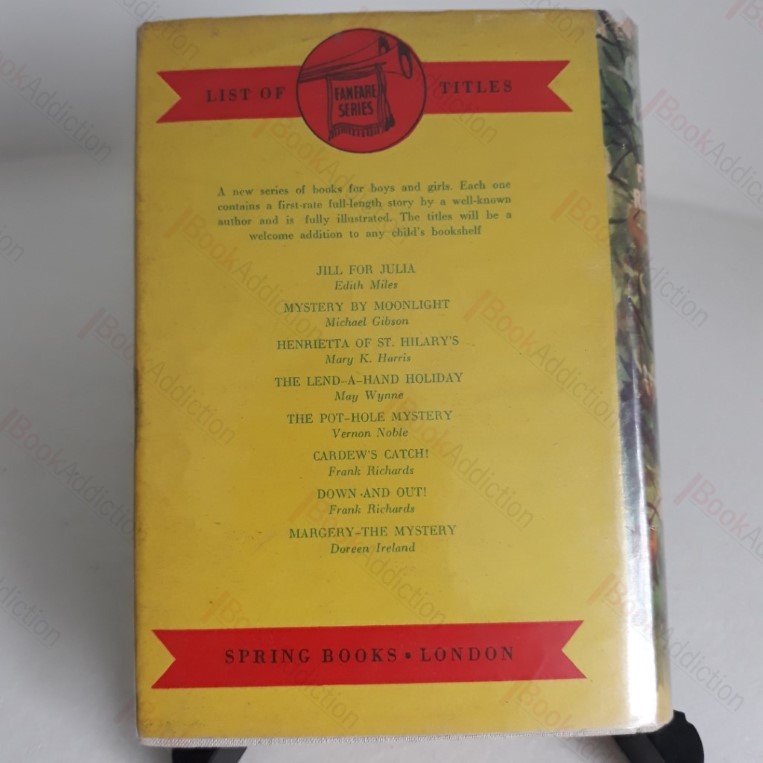 LIST OF
FANFARE
SERIES
TITLES
A new series of books for boys and girls. Each one
contains a first-rate full-length story by a well-known
author and is fully illustrated. The titles will be a
welcome addition to any child's bookshelf
JILL FOR JULIA
Edith Miles
MYSTERY BY MOONLIGHT
Michael Gibson
HENRIETTA OF ST. HILARY'S
Mary K. Harris
THE LEND-A-HAND HOLIDAY
May Wynne
THE POT-HOLE MYSTERY
Vernon Noble
CARDEW'S CATCH!
Frank Richards
DOWN AND OUT!
Frank Richards
MARGERY-THE MYSTERY
Doreen Ireland
SPRING BOOKS • LONDON
BookAddiction